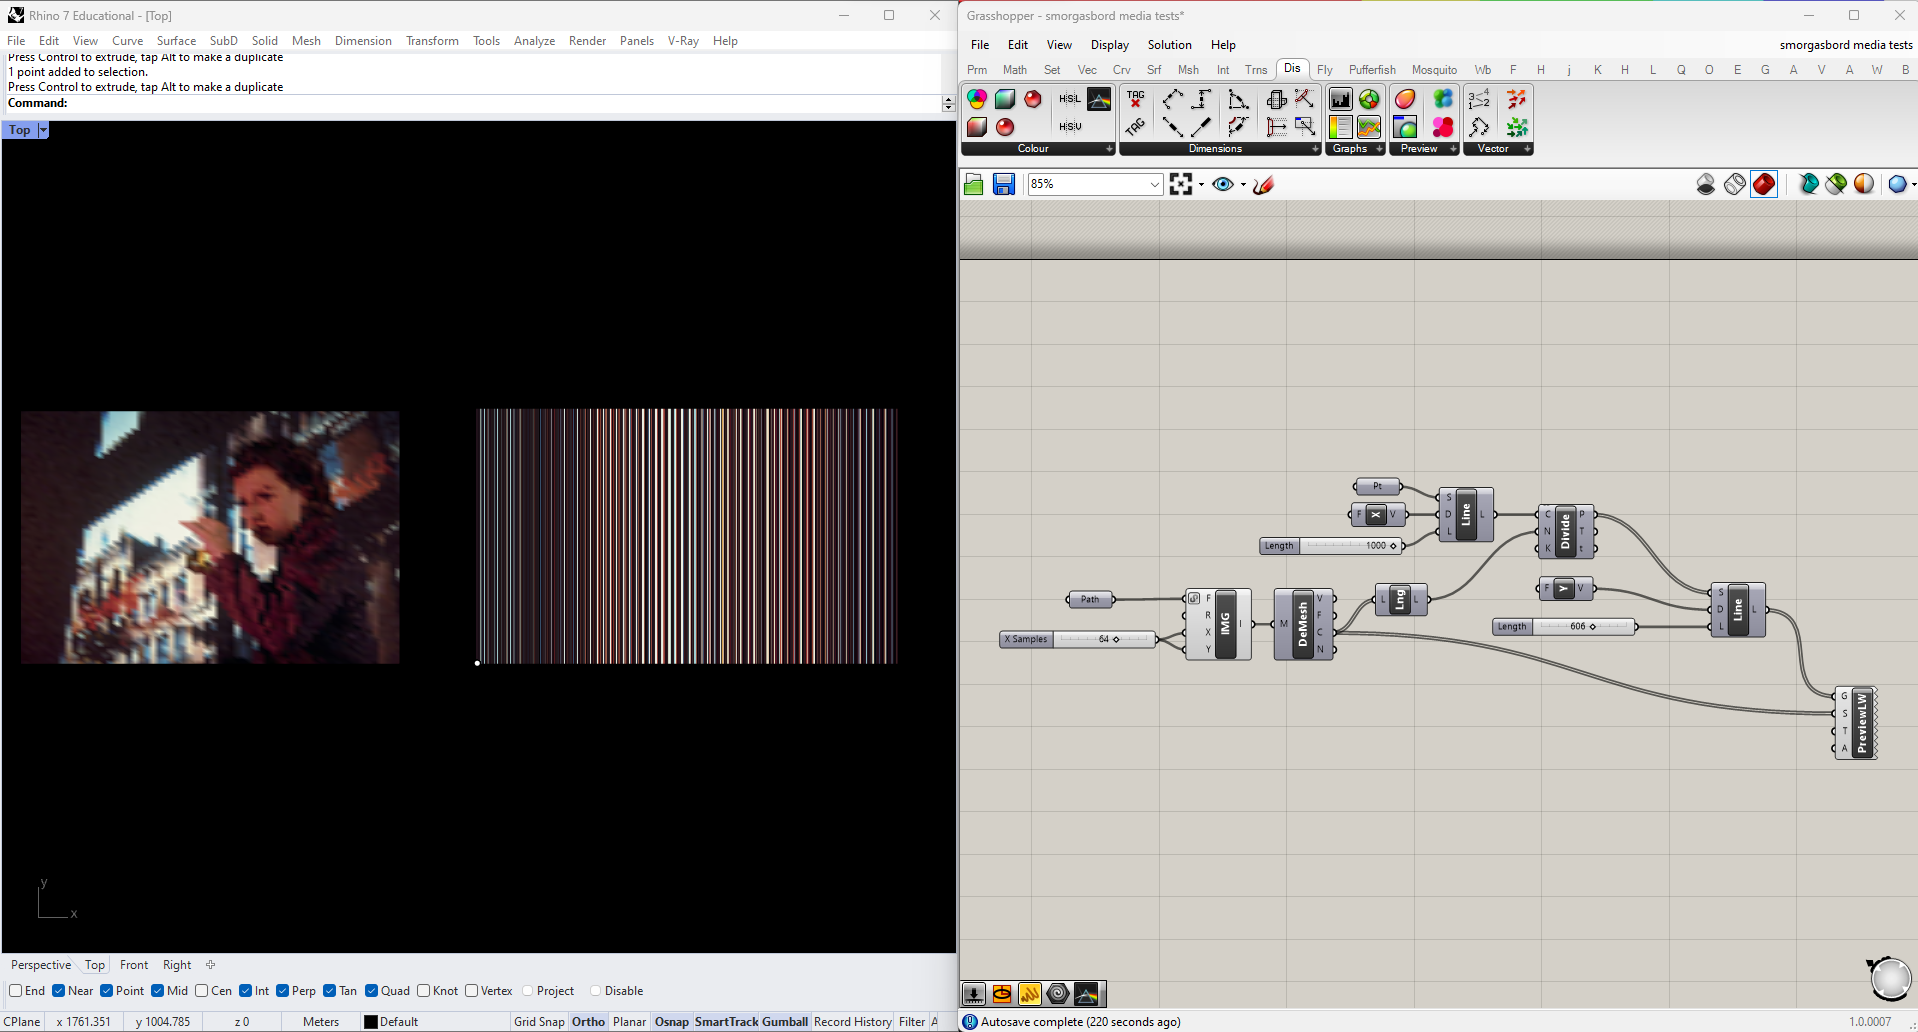 Rhino 7 Educational - [Top]
File Edit View Curve Surface SubD Solid Mesh Dimension Transform Tools Analyze Render Panels V-Ray Help
Press Control to extrude, tap Alt to make a duplicate
1 point added to selection.
Press Control to extrude, tap Alt to make a duplicate
Command:
Top
y
x
Perspective Top Front Right
End Near Point Mid Cen Int Perp Tan Quad Knot Vertex Project Disable
CPlane x 1761.351 y 1004.785 z 0 Meters Default Grid Snap Ortho Planar Osnap SmartTrack Gumball Record History Filter A
Grasshopper - smorgasbord media tests*
File Edit View Display Solution Help smorgasbord media tests
Prm Math Set Vec Crv Srf Msh Int Trns Dis Fly Pufferfish Mosquito Wb F H j K H L Q O E G A V A W B
H:S:L TAG 3 4
H:S:V TAG 1 2
Colour Dimensions Graphs Preview Vector
85%
Pt
F X V
Length 1000
S D L Line L
C N K Divide P T t
Path
X Samples 64
F R X Y IMG I
M DeMesh V F C N
L Lng L
F Y V
Length 606
S D L Line L
G S T A PreviewLW
Autosave complete (220 seconds ago) 1.0.0007